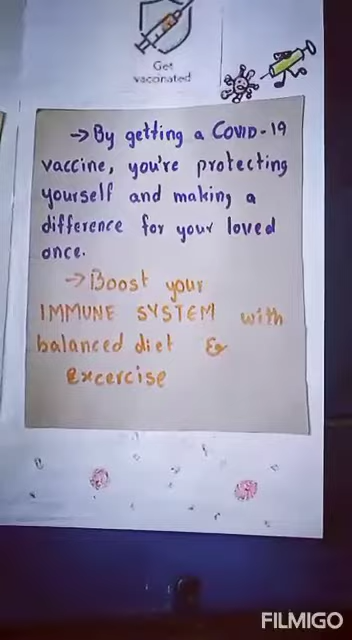 Get
vaccinated
→ By getting a COVID-19
vaccine, you're protecting
yourself and making a
difference for your loved
once.
→ Boost your
IMMUNE SYSTEM with
balanced diet &
excercise
FILMIGO